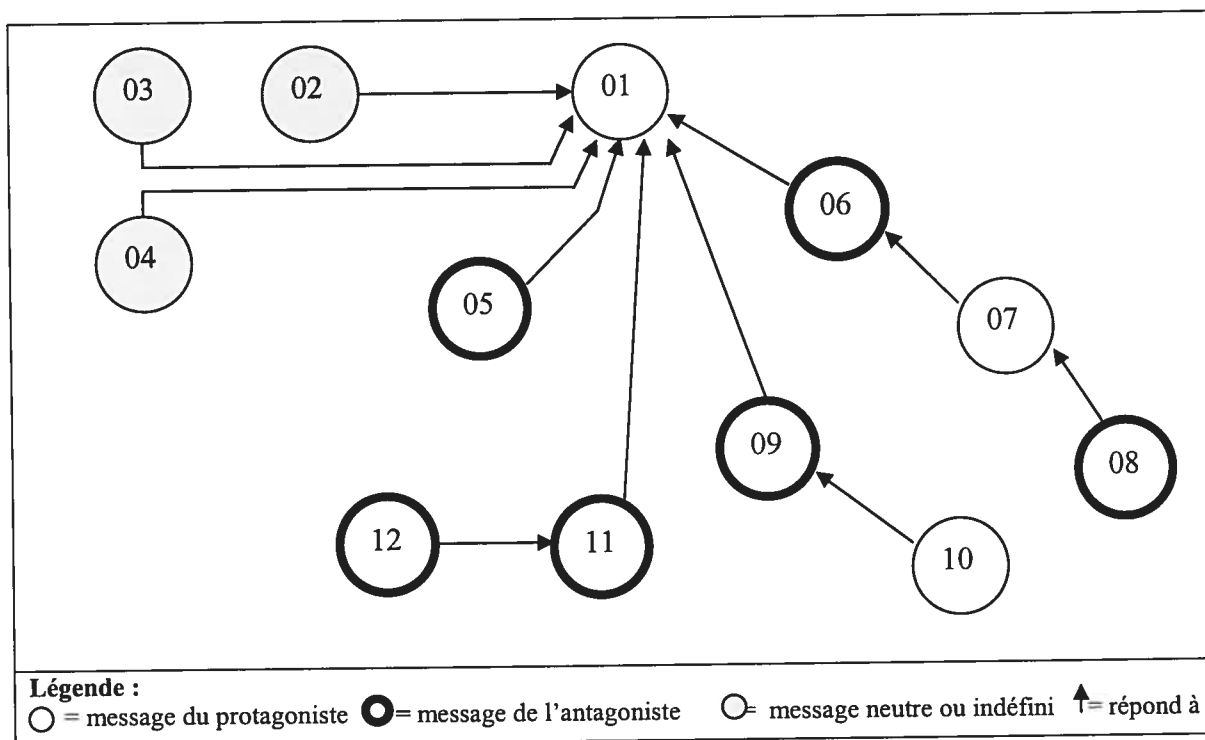 03 02 01
06
04
05
07
09
08
12 11
10
Légende :
= message du protagoniste = message de l'antagoniste = message neutre ou indéfini = répond à